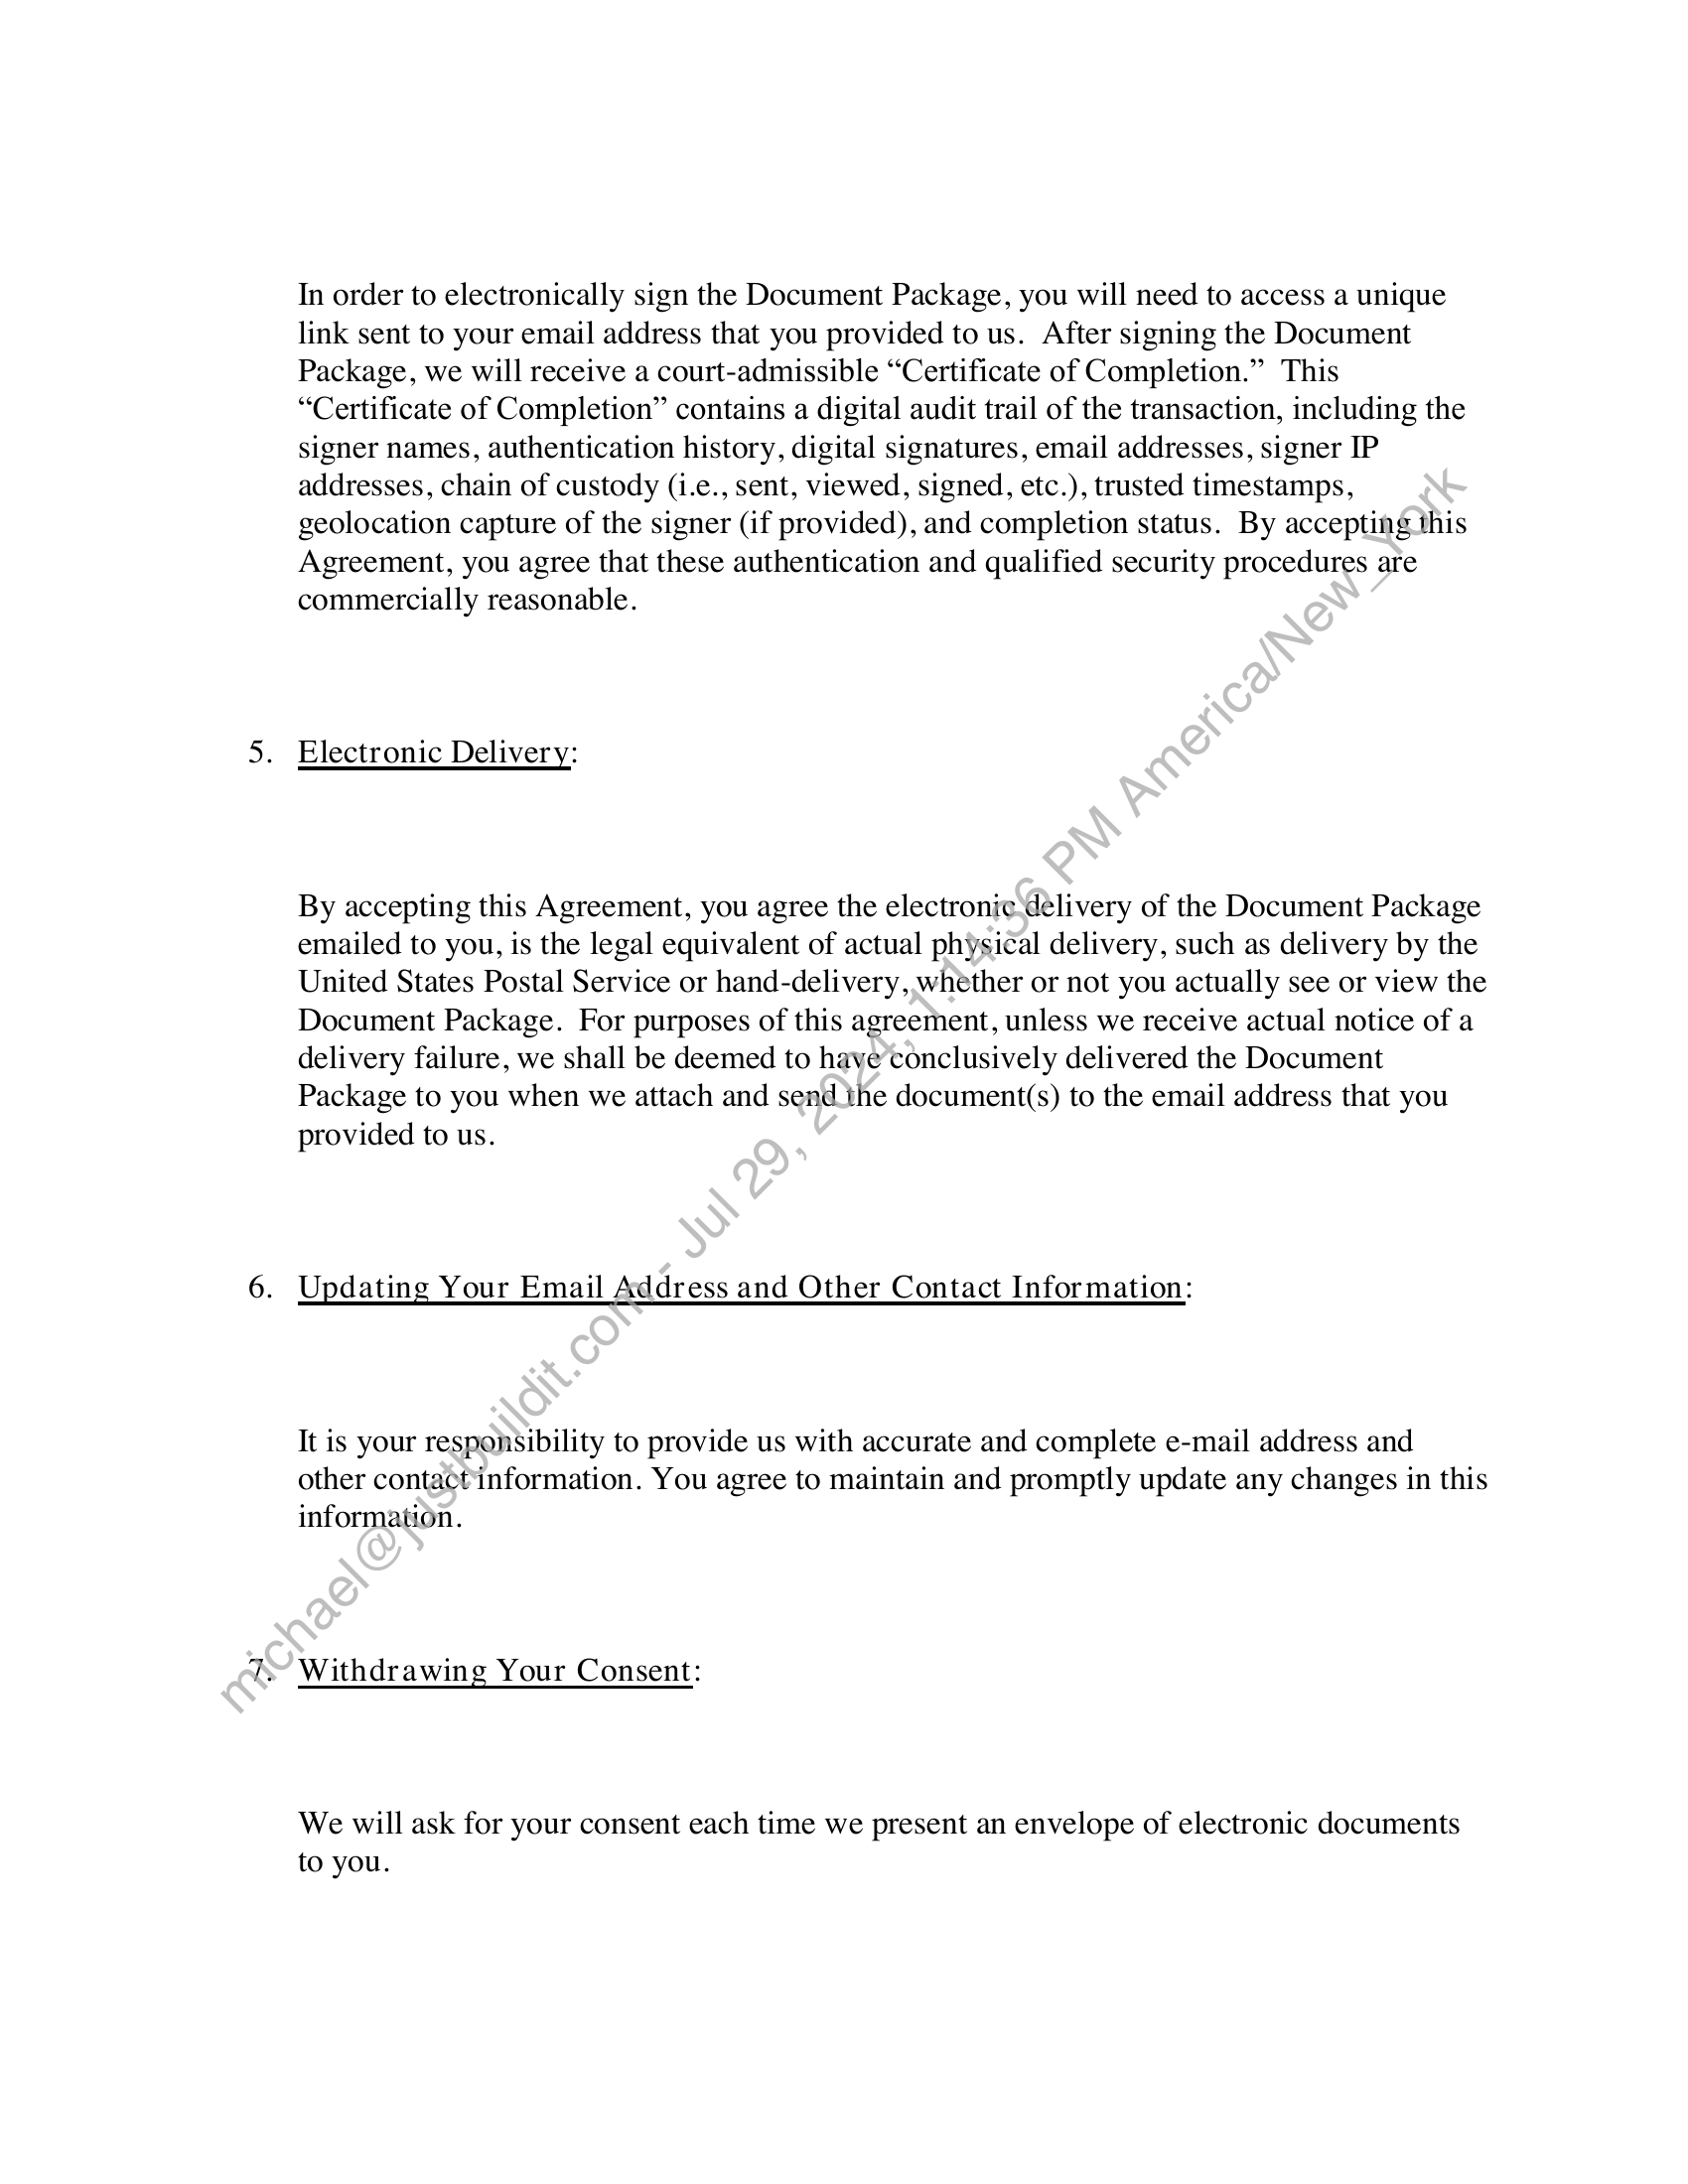 In order to electronically sign the Document Package, you will need to access a unique
link sent to your email address that you provided to us.  After signing the Document
Package, we will receive a court-admissible “Certificate of Completion.”  This
“Certificate of Completion” contains a digital audit trail of the transaction, including the
signer names, authentication history, digital signatures, email addresses, signer IP
addresses, chain of custody (i.e., sent, viewed, signed, etc.), trusted timestamps,
geolocation capture of the signer (if provided), and completion status.  By accepting this
Agreement, you agree that these authentication and qualified security procedures are
commercially reasonable.
5. Electronic Delivery:
By accepting this Agreement, you agree the electronic delivery of the Document Package
emailed to you, is the legal equivalent of actual physical delivery, such as delivery by the
United States Postal Service or hand-delivery, whether or not you actually see or view the
Document Package.  For purposes of this agreement, unless we receive actual notice of a
delivery failure, we shall be deemed to have conclusively delivered the Document
Package to you when we attach and send the document(s) to the email address that you
provided to us.
6. Updating Your Email Address and Other Contact Information:
It is your responsibility to provide us with accurate and complete e-mail address and
other contact information. You agree to maintain and promptly update any changes in this
information.
7. Withdrawing Your Consent:
We will ask for your consent each time we present an envelope of electronic documents
to you.
michael@justbuildit.com - Jul 29, 2024, 1:14:36 PM America/New_York